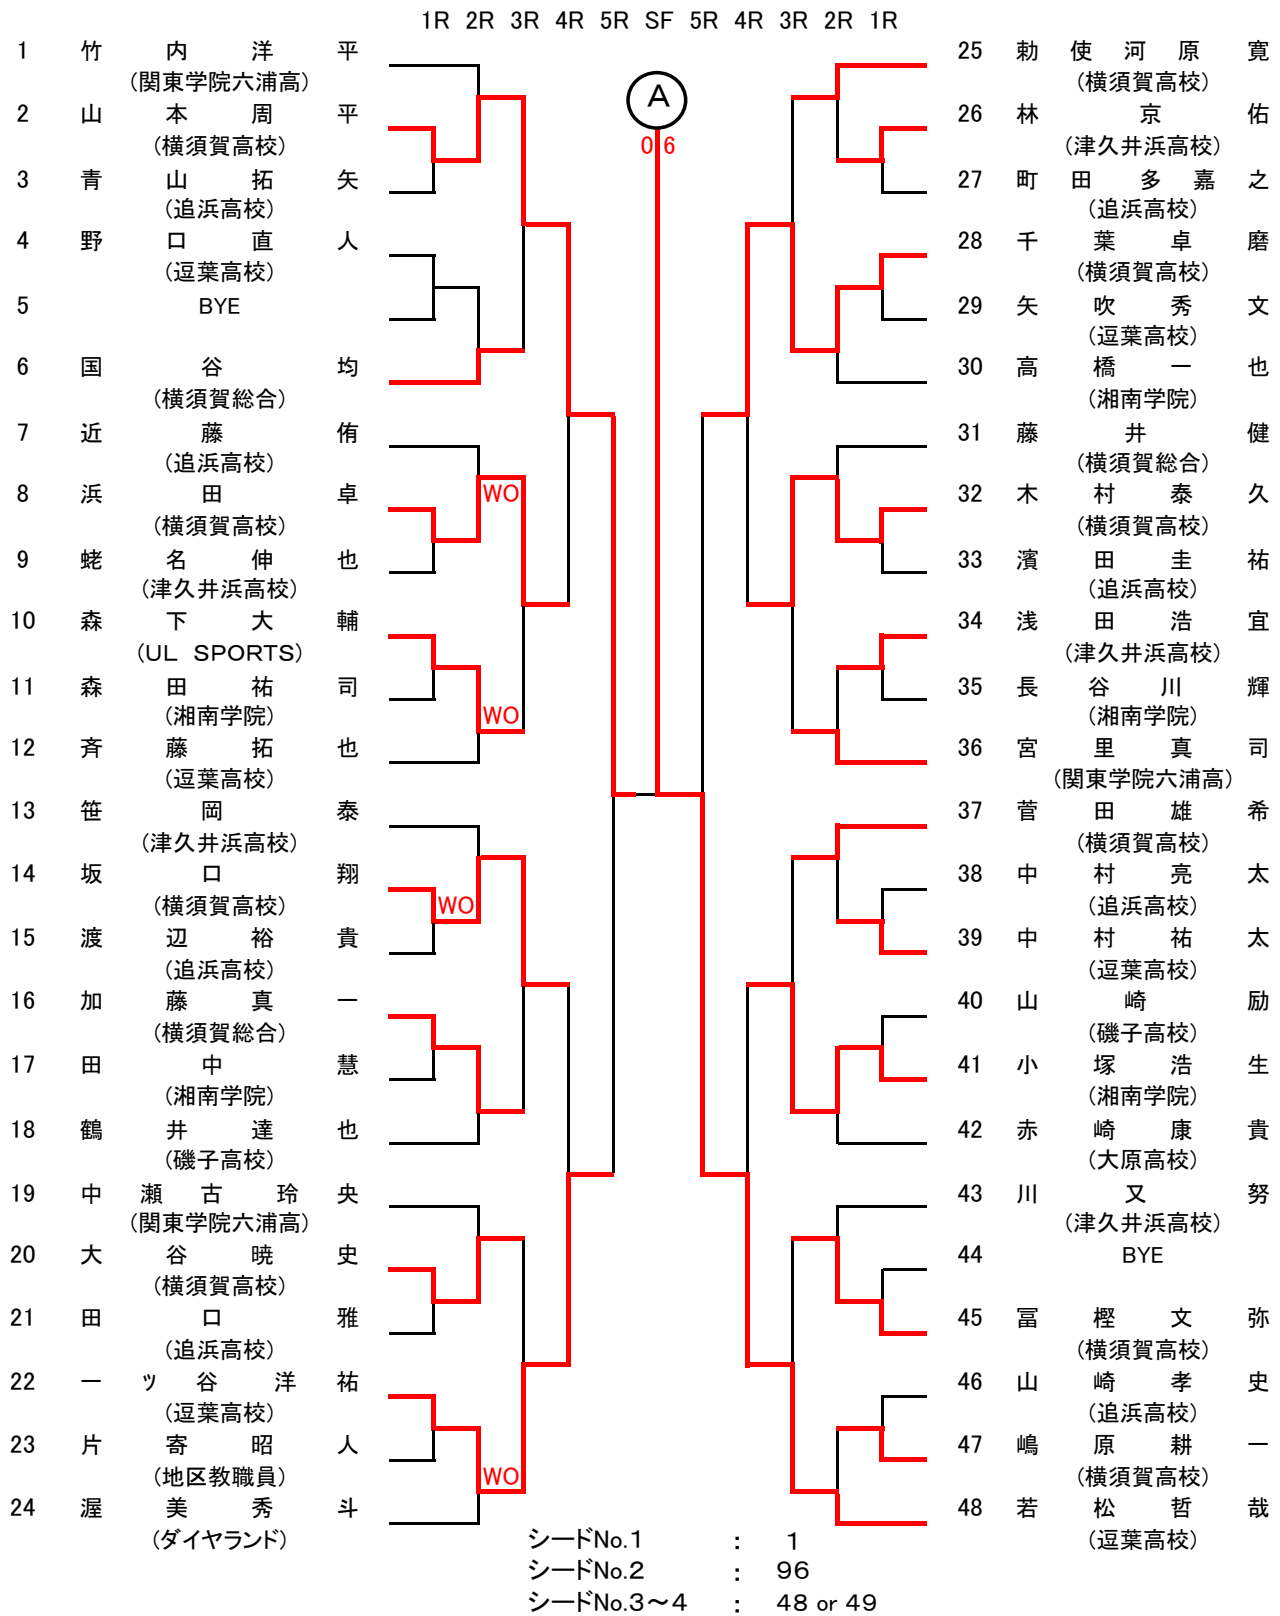 1R 2R 3R 4R 5R SF 5R 4R 3R 2R 1R
A
0 6
1 竹内洋平
(関東学院六浦高)
2 山本周平
(横須賀高校)
3 青山拓矢
(追浜高校)
4 野口直人
(逗葉高校)
5 BYE
6 国谷均
(横須賀総合)
7 近藤侑
(追浜高校)
8 浜田卓
(横須賀高校)
WO
9 蛯名伸也
(津久井浜高校)
10 森下大輔
(UL SPORTS)
11 森田祐司
(湘南学院)
WO
12 斉藤拓也
(逗葉高校)
13 笹岡泰
(津久井浜高校)
14 坂口翔
(横須賀高校)
WO
15 渡辺裕貴
(追浜高校)
16 加藤真一
(横須賀総合)
17 田中慧
(湘南学院)
18 鶴井達也
(磯子高校)
19 中瀬古玲央
(関東学院六浦高)
20 大谷暁史
(横須賀高校)
21 田口雅
(追浜高校)
22 一ッ谷洋祐
(逗葉高校)
23 片寄昭人
(地区教職員)
WO
24 渥美秀斗
(ダイヤランド)
25 勅使河原寛
(横須賀高校)
26 林京佑
(津久井浜高校)
27 町田多嘉之
(追浜高校)
28 千葉卓磨
(横須賀高校)
29 矢吹秀文
(逗葉高校)
30 高橋一也
(湘南学院)
31 藤井健
(横須賀総合)
32 木村泰久
(横須賀高校)
33 濱田圭祐
(追浜高校)
34 浅田浩宜
(津久井浜高校)
35 長谷川輝
(湘南学院)
36 宮里真司
(関東学院六浦高)
37 菅田雄希
(横須賀高校)
38 中村亮太
(追浜高校)
39 中村祐太
(逗葉高校)
40 山崎励
(磯子高校)
41 小塚浩生
(湘南学院)
42 赤崎康貴
(大原高校)
43 川又努
(津久井浜高校)
44 BYE
45 冨樫文弥
(横須賀高校)
46 山崎孝史
(追浜高校)
47 嶋原耕一
(横須賀高校)
48 若松哲哉
(逗葉高校)
シードNo.1 : 1
シードNo.2 : 96
シードNo.3～4 : 48 or 49